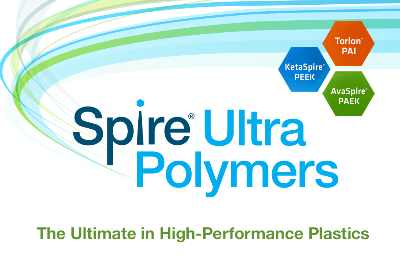 Torlon®
PAI
KetaSpire®
PEEK
AvaSpire®
PAEK
Spire® Ultra
Polymers
The Ultimate in High-Performance Plastics